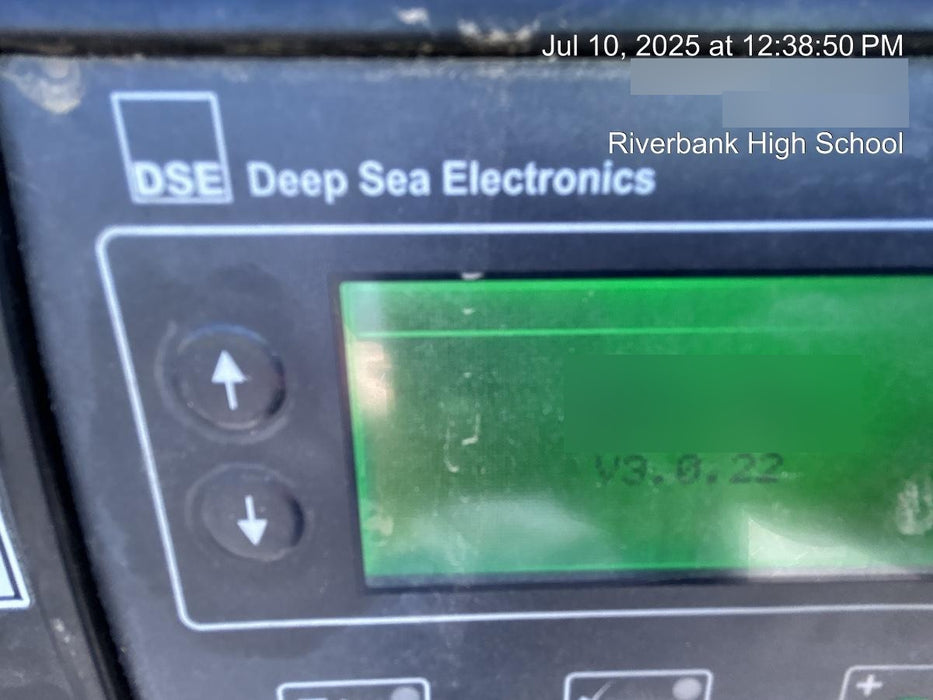 Jul 10, 2025 at 12:38:50 PM
Riverbank High School
DSE Deep Sea Electronics
V3.0.22